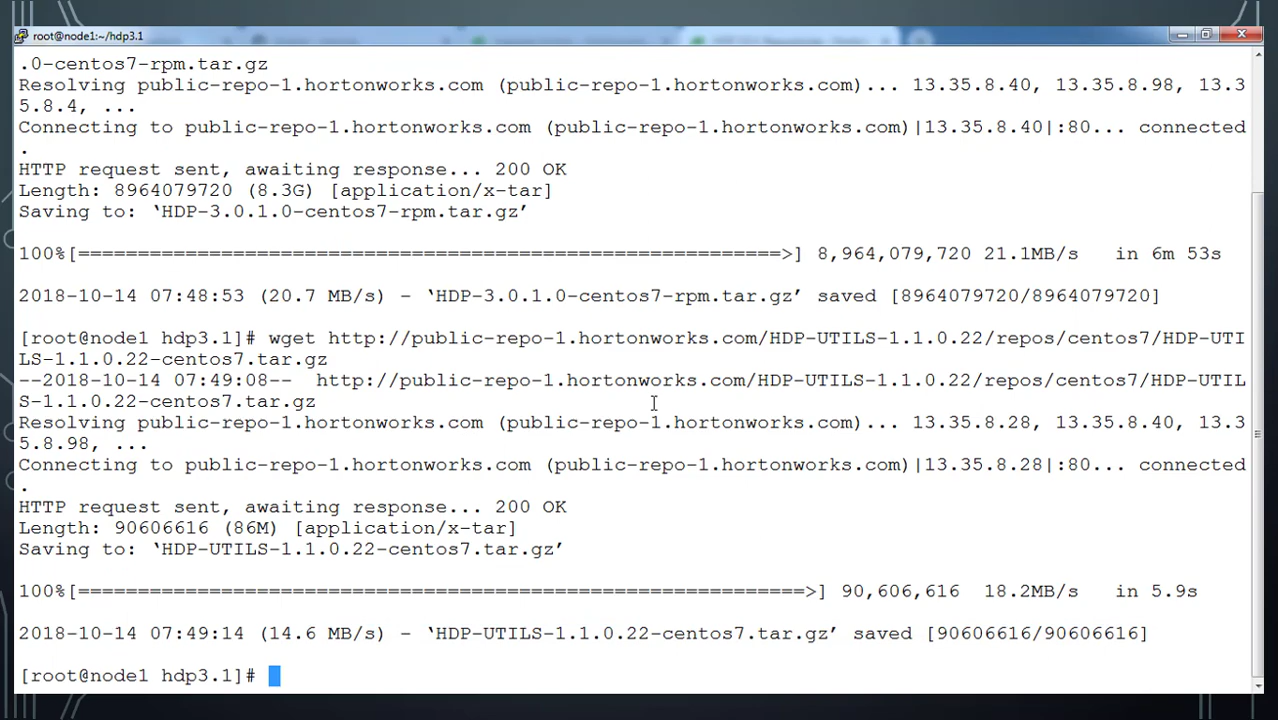 root@node1:~/hdp3.1
.0-centos7-rpm.tar.gz
Resolving public-repo-1.hortonworks.com (public-repo-1.hortonworks.com)... 13.35.8.40, 13.35.8.98, 13.3
5.8.4, ...
Connecting to public-repo-1.hortonworks.com (public-repo-1.hortonworks.com)|13.35.8.40|:80... connected
.
HTTP request sent, awaiting response... 200 OK
Length: 8964079720 (8.3G) [application/x-tar]
Saving to: ‘HDP-3.0.1.0-centos7-rpm.tar.gz’
100%[===========================================================>] 8,964,079,720 21.1MB/s   in 6m 53s
2018-10-14 07:48:53 (20.7 MB/s) - ‘HDP-3.0.1.0-centos7-rpm.tar.gz’ saved [8964079720/8964079720]
[root@node1 hdp3.1]# wget http://public-repo-1.hortonworks.com/HDP-UTILS-1.1.0.22/repos/centos7/HDP-UTI
LS-1.1.0.22-centos7.tar.gz
--2018-10-14 07:49:08--  http://public-repo-1.hortonworks.com/HDP-UTILS-1.1.0.22/repos/centos7/HDP-UTIL
S-1.1.0.22-centos7.tar.gz
Resolving public-repo-1.hortonworks.com (public-repo-1.hortonworks.com)... 13.35.8.28, 13.35.8.40, 13.3
5.8.98, ...
Connecting to public-repo-1.hortonworks.com (public-repo-1.hortonworks.com)|13.35.8.28|:80... connected
.
HTTP request sent, awaiting response... 200 OK
Length: 90606616 (86M) [application/x-tar]
Saving to: ‘HDP-UTILS-1.1.0.22-centos7.tar.gz’
100%[=============================================================>] 90,606,616  18.2MB/s   in 5.9s
2018-10-14 07:49:14 (14.6 MB/s) - ‘HDP-UTILS-1.1.0.22-centos7.tar.gz’ saved [90606616/90606616]
[root@node1 hdp3.1]#